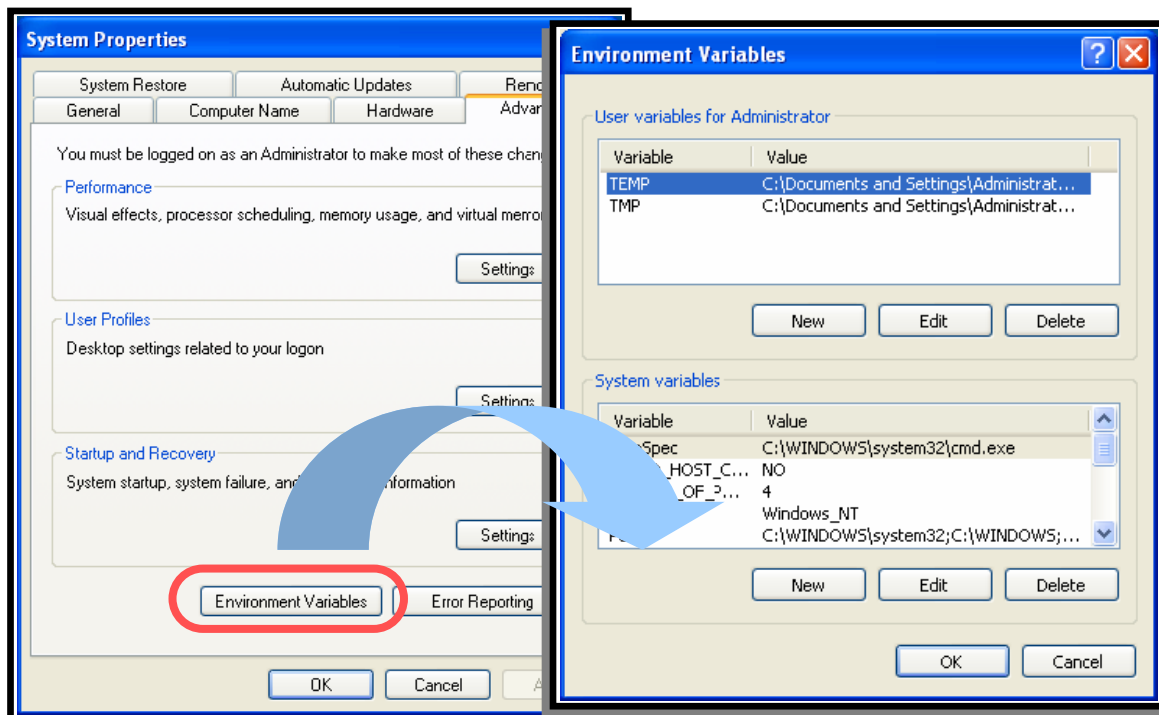 System Properties
System Restore Automatic Updates
General Computer Name Hardware
You must be logged on as an Administrator to make most of these
Performance
Visual effects, processor scheduling, memory usage, and virtual
Settings
User Profiles
Desktop settings related to your logon
Settings
Startup and Recovery
System startup, system failure,
Settings
Environment Variables Error Reporting
OK Cancel
Environment Variables
User variables for Administrator
Variable Value
TEMP C:\Documents and Settings\Administrat...
TMP C:\Documents and Settings\Administrat...
New Edit Delete
System variables
Variable Value
C:\WINDOWS\system32\cmd.exe
_HOST_C... NO
_OF_P... 4
Windows_NT
C:\WINDOWS\system32;C:\WINDOWS;...
New Edit Delete
OK Cancel